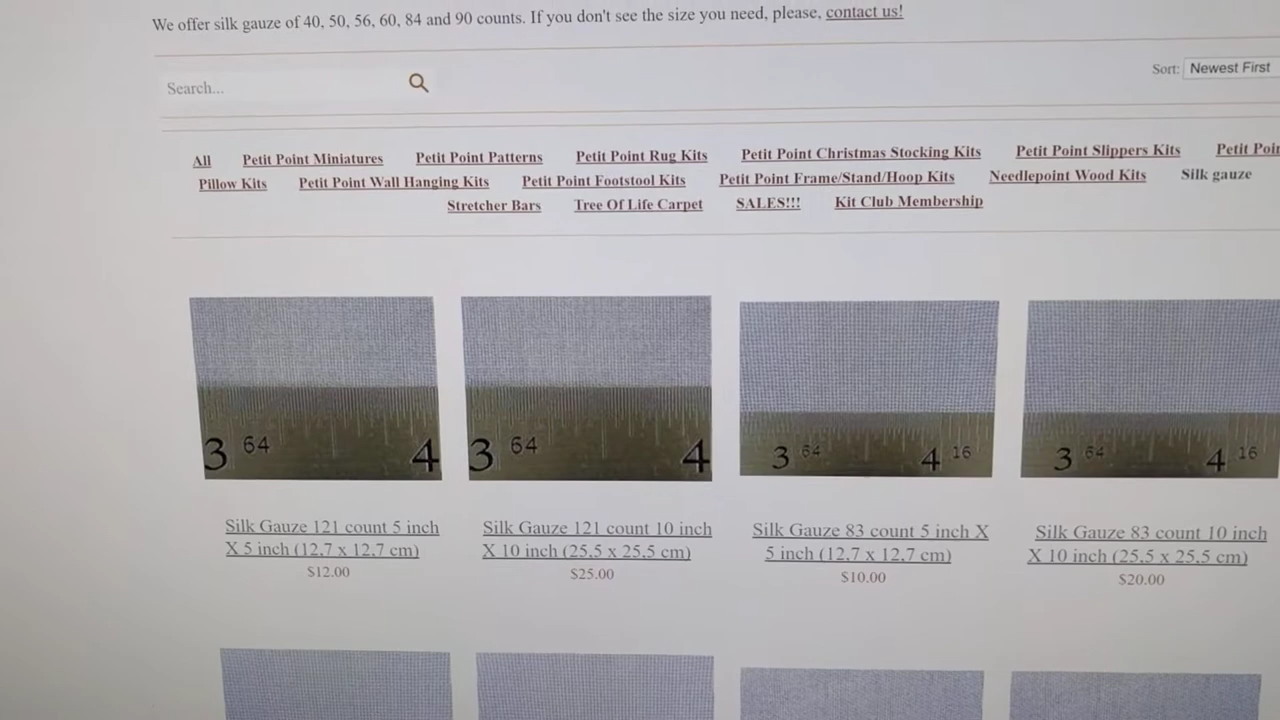 We offer silk gauze of 40, 50, 56, 60, 84 and 90 counts. If you don't see the size you need, please, contact us!
Search...
Sort: Newest First
All Petit Point Miniatures Petit Point Patterns Petit Point Rug Kits Petit Point Christmas Stocking Kits Petit Point Slippers Kits Petit
Pillow Kits Petit Point Wall Hanging Kits Petit Point Footstool Kits Petit Point Frame/Stand/Hoop Kits Needlepoint Wood Kits Silk gauze
Stretcher Bars Tree Of Life Carpet SALES!!! Kit Club Membership
3 64 4
3 64 4
3 64 4 16
3 64 4 16
Silk Gauze 121 count 5 inch
X 5 inch (12,7 x 12,7 cm)
$12.00
Silk Gauze 121 count 10 inch
X 10 inch (25,5 x 25,5 cm)
$25.00
Silk Gauze 83 count 5 inch X
5 inch (12,7 x 12,7 cm)
$10.00
Silk Gauze 83 count 10 inch
X 10 inch (25,5 x 25,5 cm)
$20.00